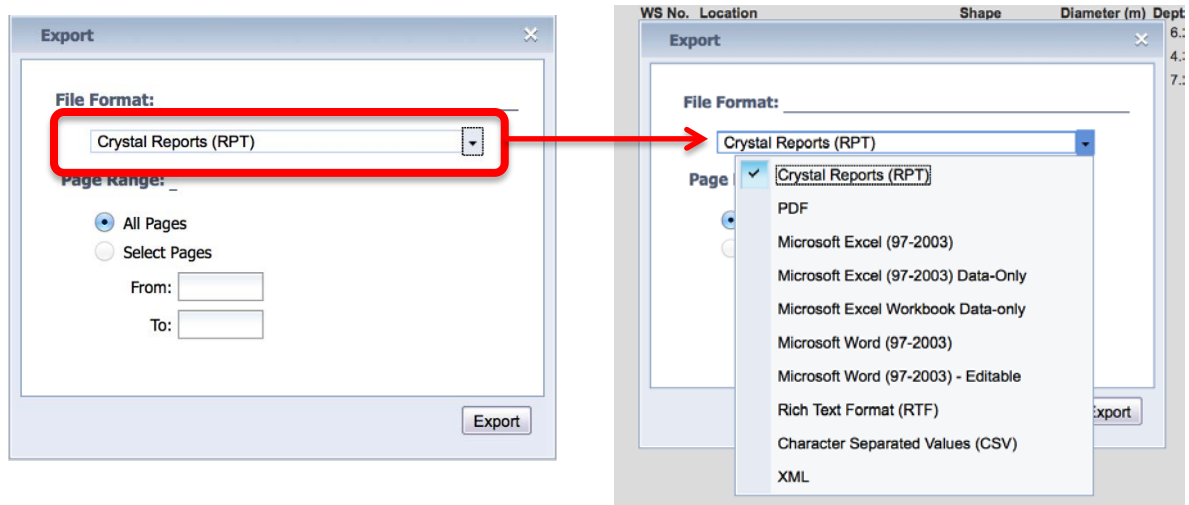 Export
File Format:
Crystal Reports (RPT)
Page Range:
All Pages
Select Pages
From:
To:
Export
WS No. Location Shape Diameter (m)
Export
File Format:
Crystal Reports (RPT)
Page
Crystal Reports (RPT)
PDF
Microsoft Excel (97-2003)
Microsoft Excel (97-2003) Data-Only
Microsoft Excel Workbook Data-only
Microsoft Word (97-2003)
Microsoft Word (97-2003) - Editable
Rich Text Format (RTF)
Character Separated Values (CSV)
XML